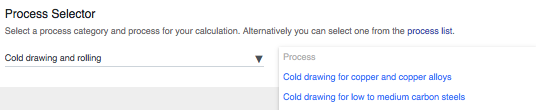 Process Selector
Select a process category and process for your calculation. Alternatively you can select one from the process list.
Cold drawing and rolling
Process
Cold drawing for copper and copper alloys
Cold drawing for low to medium carbon steels